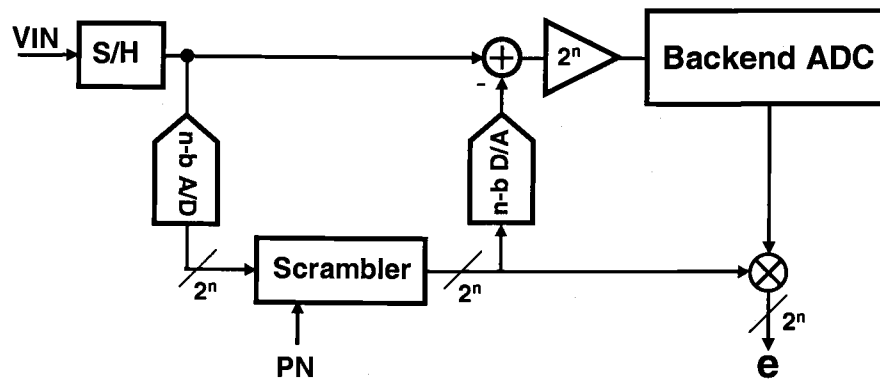 VIN
S/H
+
-
2ⁿ
Backend ADC
n-b A/D
n-b D/A
2ⁿ
Scrambler
2ⁿ
PN
2ⁿ
e